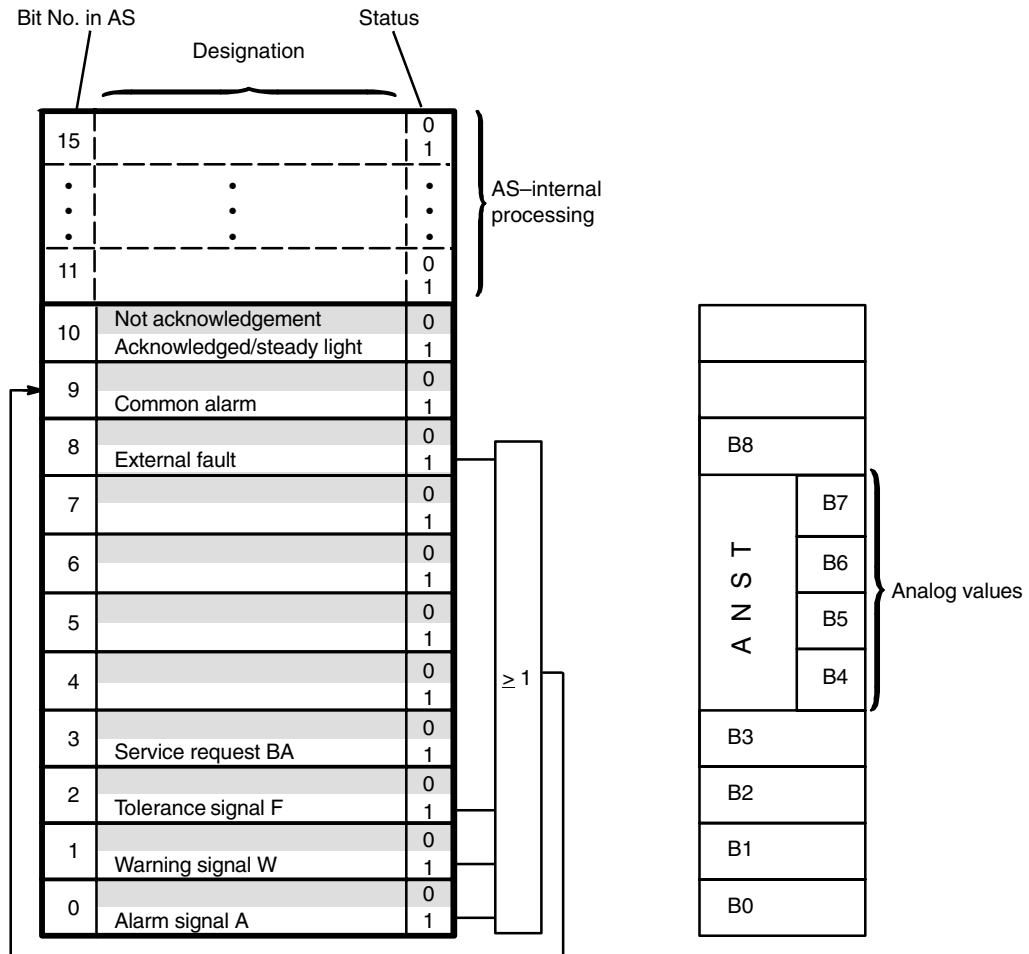 Bit No. in AS
Status
Designation
15
0
1
AS–internal
processing
11
0
1
10
Not acknowledgement
0
Acknowledged/steady light
1
9
0
Common alarm
1
8
0
External fault
1
7
0
1
6
0
1
5
0
1
4
0
1
3
0
Service request BA
1
2
0
Tolerance signal F
1
1
0
Warning signal W
1
0
0
Alarm signal A
1
≥ 1
B8
ANST
B7
B6
B5
B4
Analog values
B3
B2
B1
B0